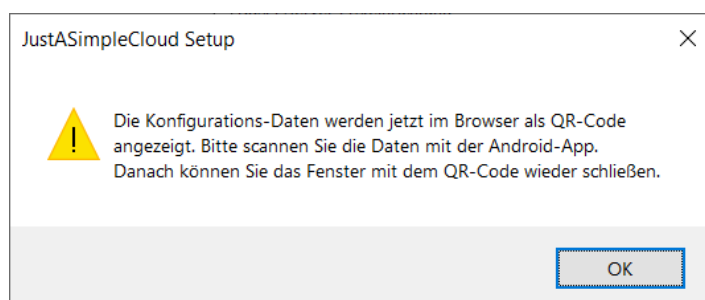 JustASimpleCloud Setup
Die Konfigurations-Daten werden jetzt im Browser als QR-Code
angezeigt. Bitte scannen Sie die Daten mit der Android-App.
Danach können Sie das Fenster mit dem QR-Code wieder schließen.
OK